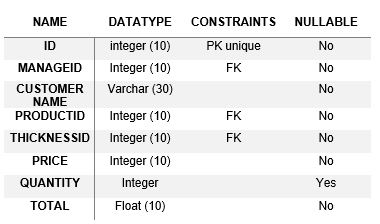 NAME DATATYPE CONSTRAINTS NULLABLE
ID integer (10) PK unique No
MANAGEID Integer (10) FK No
CUSTOMER NAME Varchar (30) No
PRODUCTID Integer (10) FK No
THICKNESSID Integer (10) FK No
PRICE Integer (10) No
QUANTITY Integer Yes
TOTAL Float (10) No